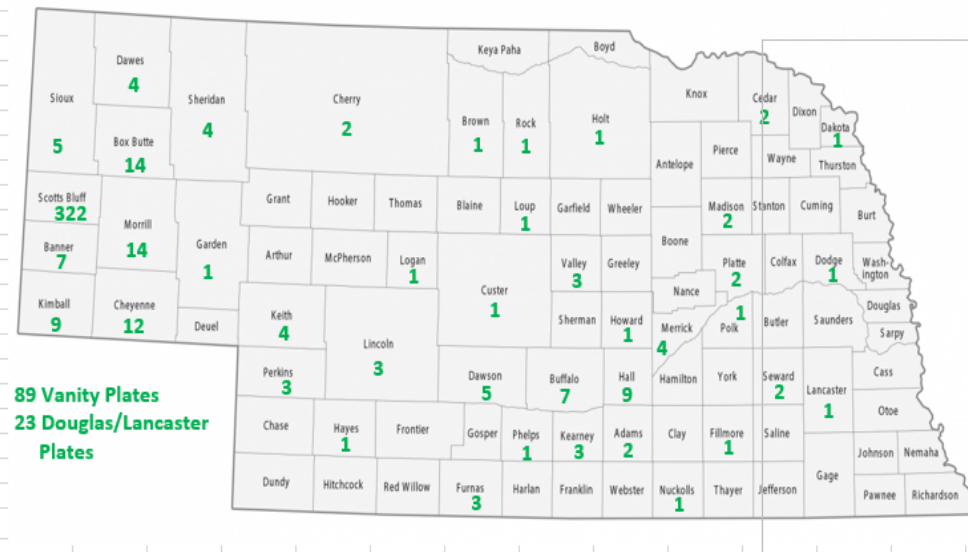 Keya Paha
Boyd
Dawes
4
Sioux
5
Sheridan
4
Cherry
2
Knox
Cedar
2
Dixon
Dakota
1
Brown
1
Rock
1
Holt
1
Box Butte
14
Antelope
Pierce
Wayne
Thurston
Scotts Bluff
322
Morrill
14
Grant
Hooker
Thomas
Blaine
Loup
1
Garfield
Wheeler
Madison
2
Stanton
Cuming
Burt
Banner
7
Garden
1
Arthur
McPherson
Logan
1
Custer
1
Valley
3
Greeley
Boone
Platte
2
Colfax
Dodge
1
Wash-
ington
Kimball
9
Cheyenne
12
Deuel
Keith
4
Lincoln
3
Sherman
Howard
1
Nance
Merrick
4
1
Polk
Butler
Saunders
Douglas
Sarpy
Perkins
3
Dawson
5
Buffalo
7
Hall
9
Hamilton
York
Seward
2
Lancaster
1
Cass
Otoe
89 Vanity Plates
23 Douglas/Lancaster
Plates
Chase
Hayes
1
Frontier
Gosper
Phelps
1
Kearney
3
Adams
2
Clay
Fillmore
1
Saline
Gage
Johnson
Nemaha
Dundy
Hitchcock
Red Willow
Furnas
3
Harlan
Franklin
Webster
Nuckolls
1
Thayer
Jefferson
Pawnee
Richardson